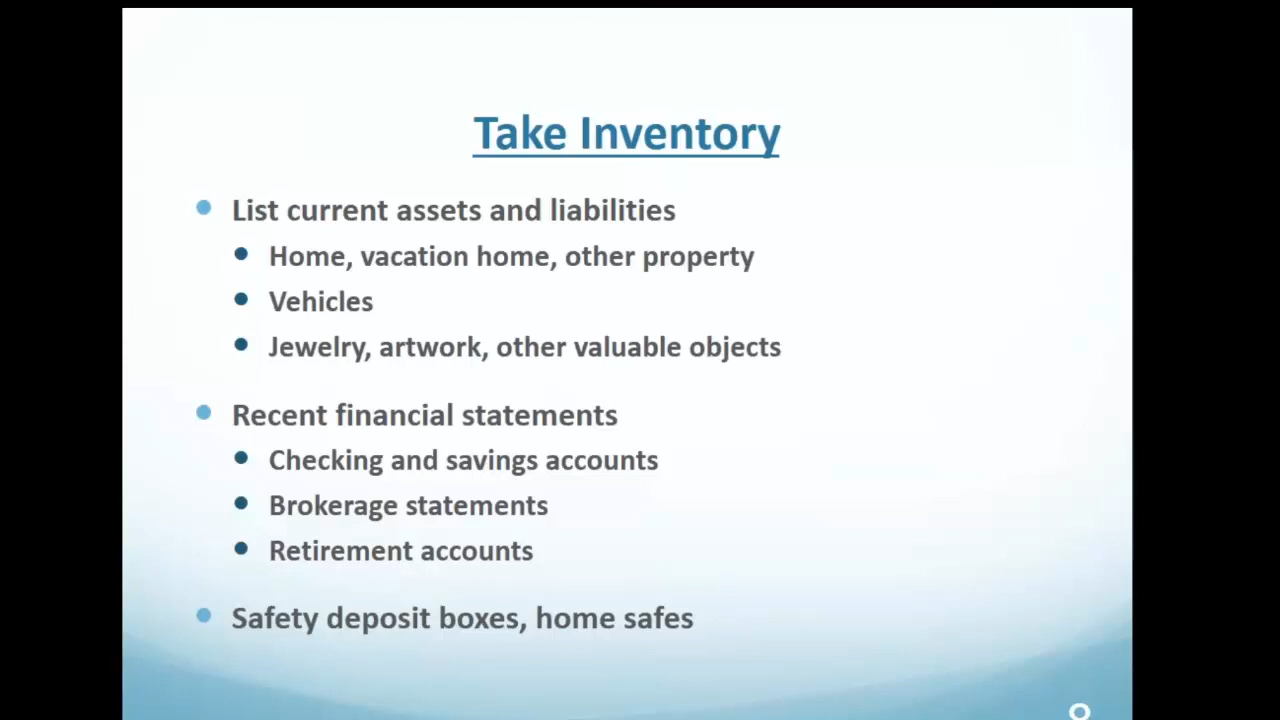 Take Inventory
List current assets and liabilities
Home, vacation home, other property
Vehicles
Jewelry, artwork, other valuable objects
Recent financial statements
Checking and savings accounts
Brokerage statements
Retirement accounts
Safety deposit boxes, home safes